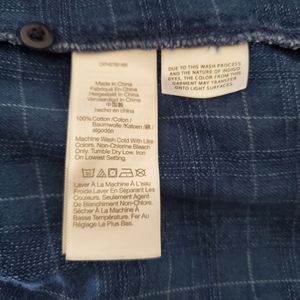 Made In China
Fabriqué En China
Hergestellt In China
Vervaardigd In China
中国製
hecho en china
100% Cotton /Coton /
Baumwolle /Katoen /綿 /
algodón
Machine Wash Cold With Like
Colors. Non-Chlorine Bleach
Only. Tumble Dry Low. Iron
On Lowest Setting.
Laver À La Machine À L'eau
Froide.Laver En Séparant Les
Couleurs. Seulement Agent
de Blanchiment Non Chlorant.
Sécher À La Machine À
Basse Température. Fer Au
Réglage Le Plus Bas.
DUE TO THIS WASH PROCESS
AND THE NATURE OF INDIGO
DYES, THE COLOR FROM THIS
GARMENT MAY TRANSFER
ONTO LIGHT SURFACES.